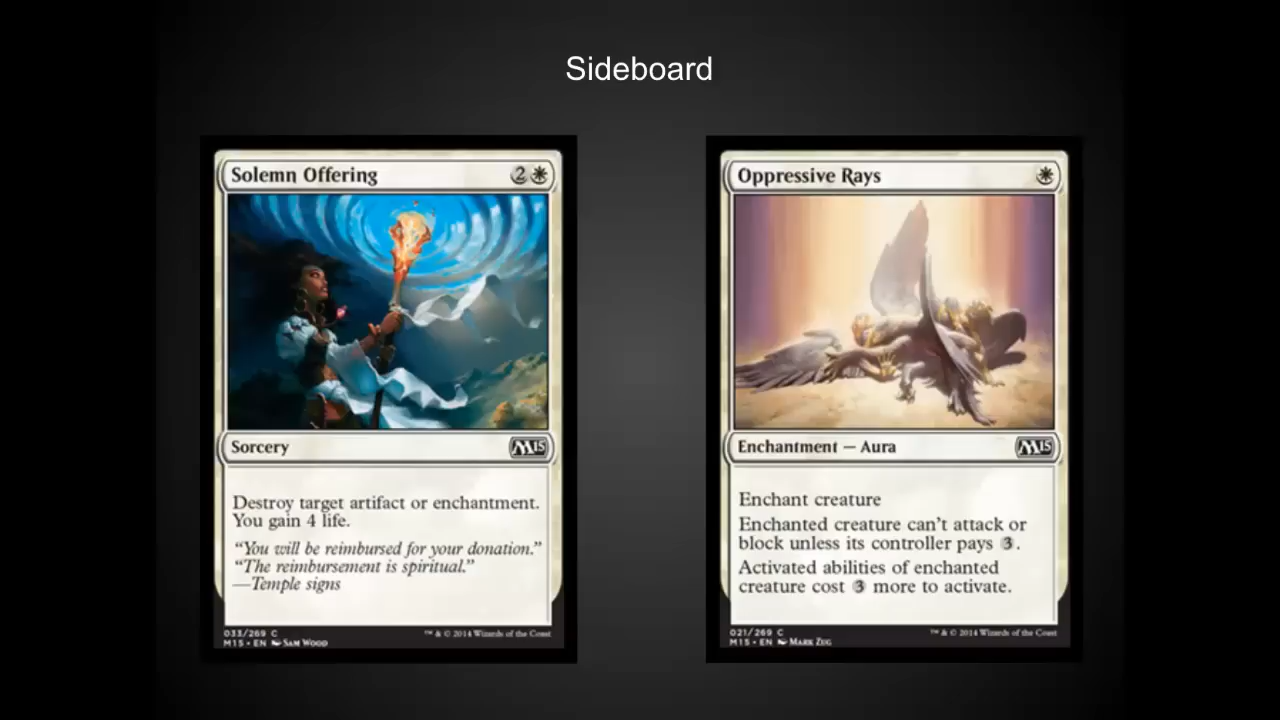 Sideboard
Solemn Offering 2
Sorcery M15
Destroy target artifact or enchantment.
You gain 4 life.
“You will be reimbursed for your donation.”
“The reimbursement is spiritual.”
—Temple signs
033/269 C
M15 • EN Sam Wood
™ & © 2014 Wizards of the Coast
Oppressive Rays
Enchantment — Aura M15
Enchant creature
Enchanted creature can’t attack or
block unless its controller pays 3.
Activated abilities of enchanted
creature cost 3 more to activate.
021/269 C
M15 • EN Mark Zug
™ & © 2014 Wizards of the Coast